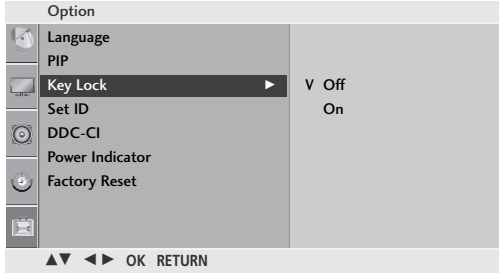 Option
Language
PIP
Key Lock ► V Off
Set ID On
DDC-CI
Power Indicator
Factory Reset
▲▼ ◄► OK RETURN